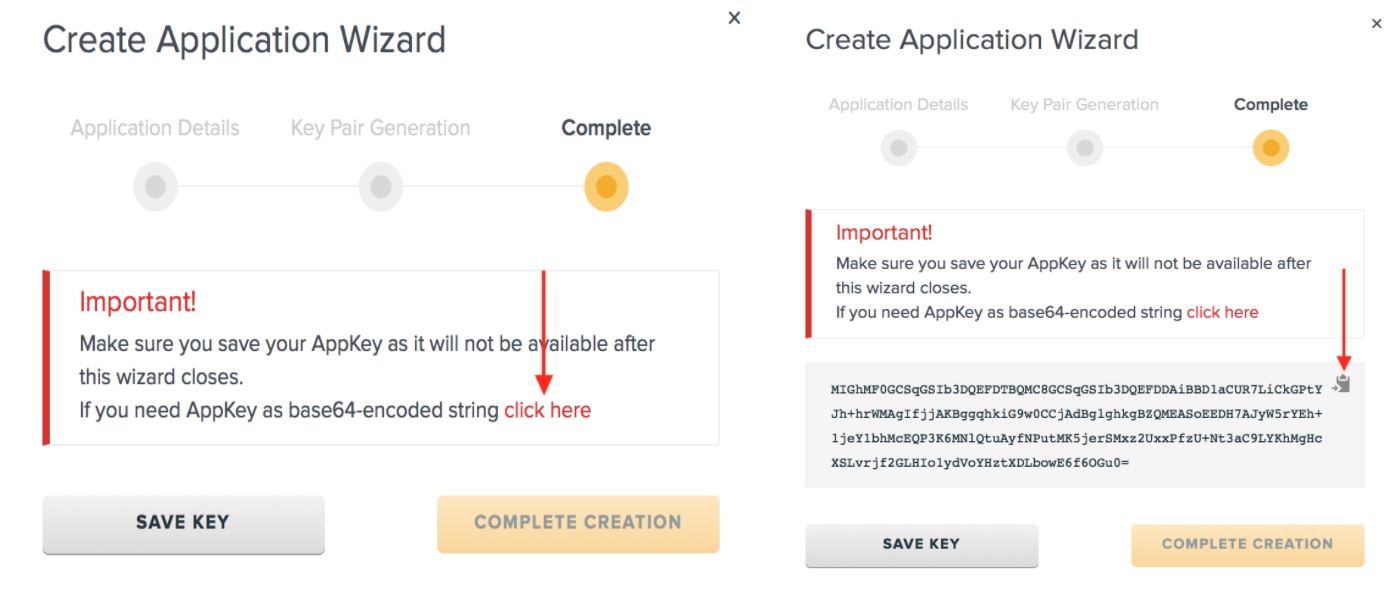 Create Application Wizard
Application Details
Key Pair Generation
Complete
Important!
Make sure you save your AppKey as it will not be available after
this wizard closes.
If you need AppKey as base64-encoded string click here
SAVE KEY
COMPLETE CREATION
Create Application Wizard
Application Details
Key Pair Generation
Complete
Important!
Make sure you save your AppKey as it will not be available after
this wizard closes.
If you need AppKey as base64-encoded string click here
MIGhMF0GCSqGSIb3DQEFDTBQMC8GCSqGSIb3DQEFDDAiBBDlaCUR7LiCkGPtY
Jh+hrWMAgIfjjAKBggqhkiG9w0CCjAdBglghkgBZQMEASoEEDH7AJyW5rYEh+
1jeY1bhMcEQP3K6MNlQtuAyfNPutMK5jerSMxz2UxxPfzU+Nt3aC9LYKhMgHc
XSLvrjf2GLHIo1ydVoYHztXDLbowE6f6OGu0=
SAVE KEY
COMPLETE CREATION